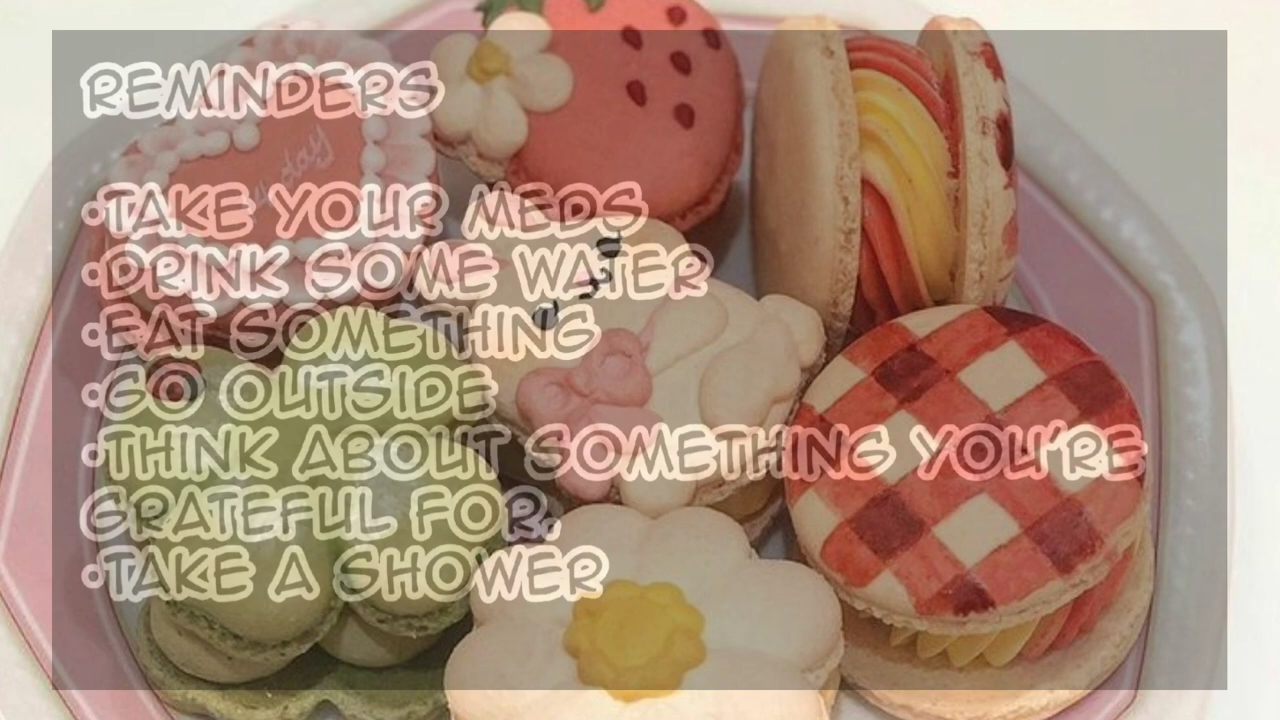 REMINDERS
•TAKE YOUR MEDS
•DRINK SOME WATER
•EAT SOMETHING
•GO OUTSIDE
•THINK ABOUT SOMETHING YOU'RE
GRATEFUL FOR.
•TAKE A SHOWER